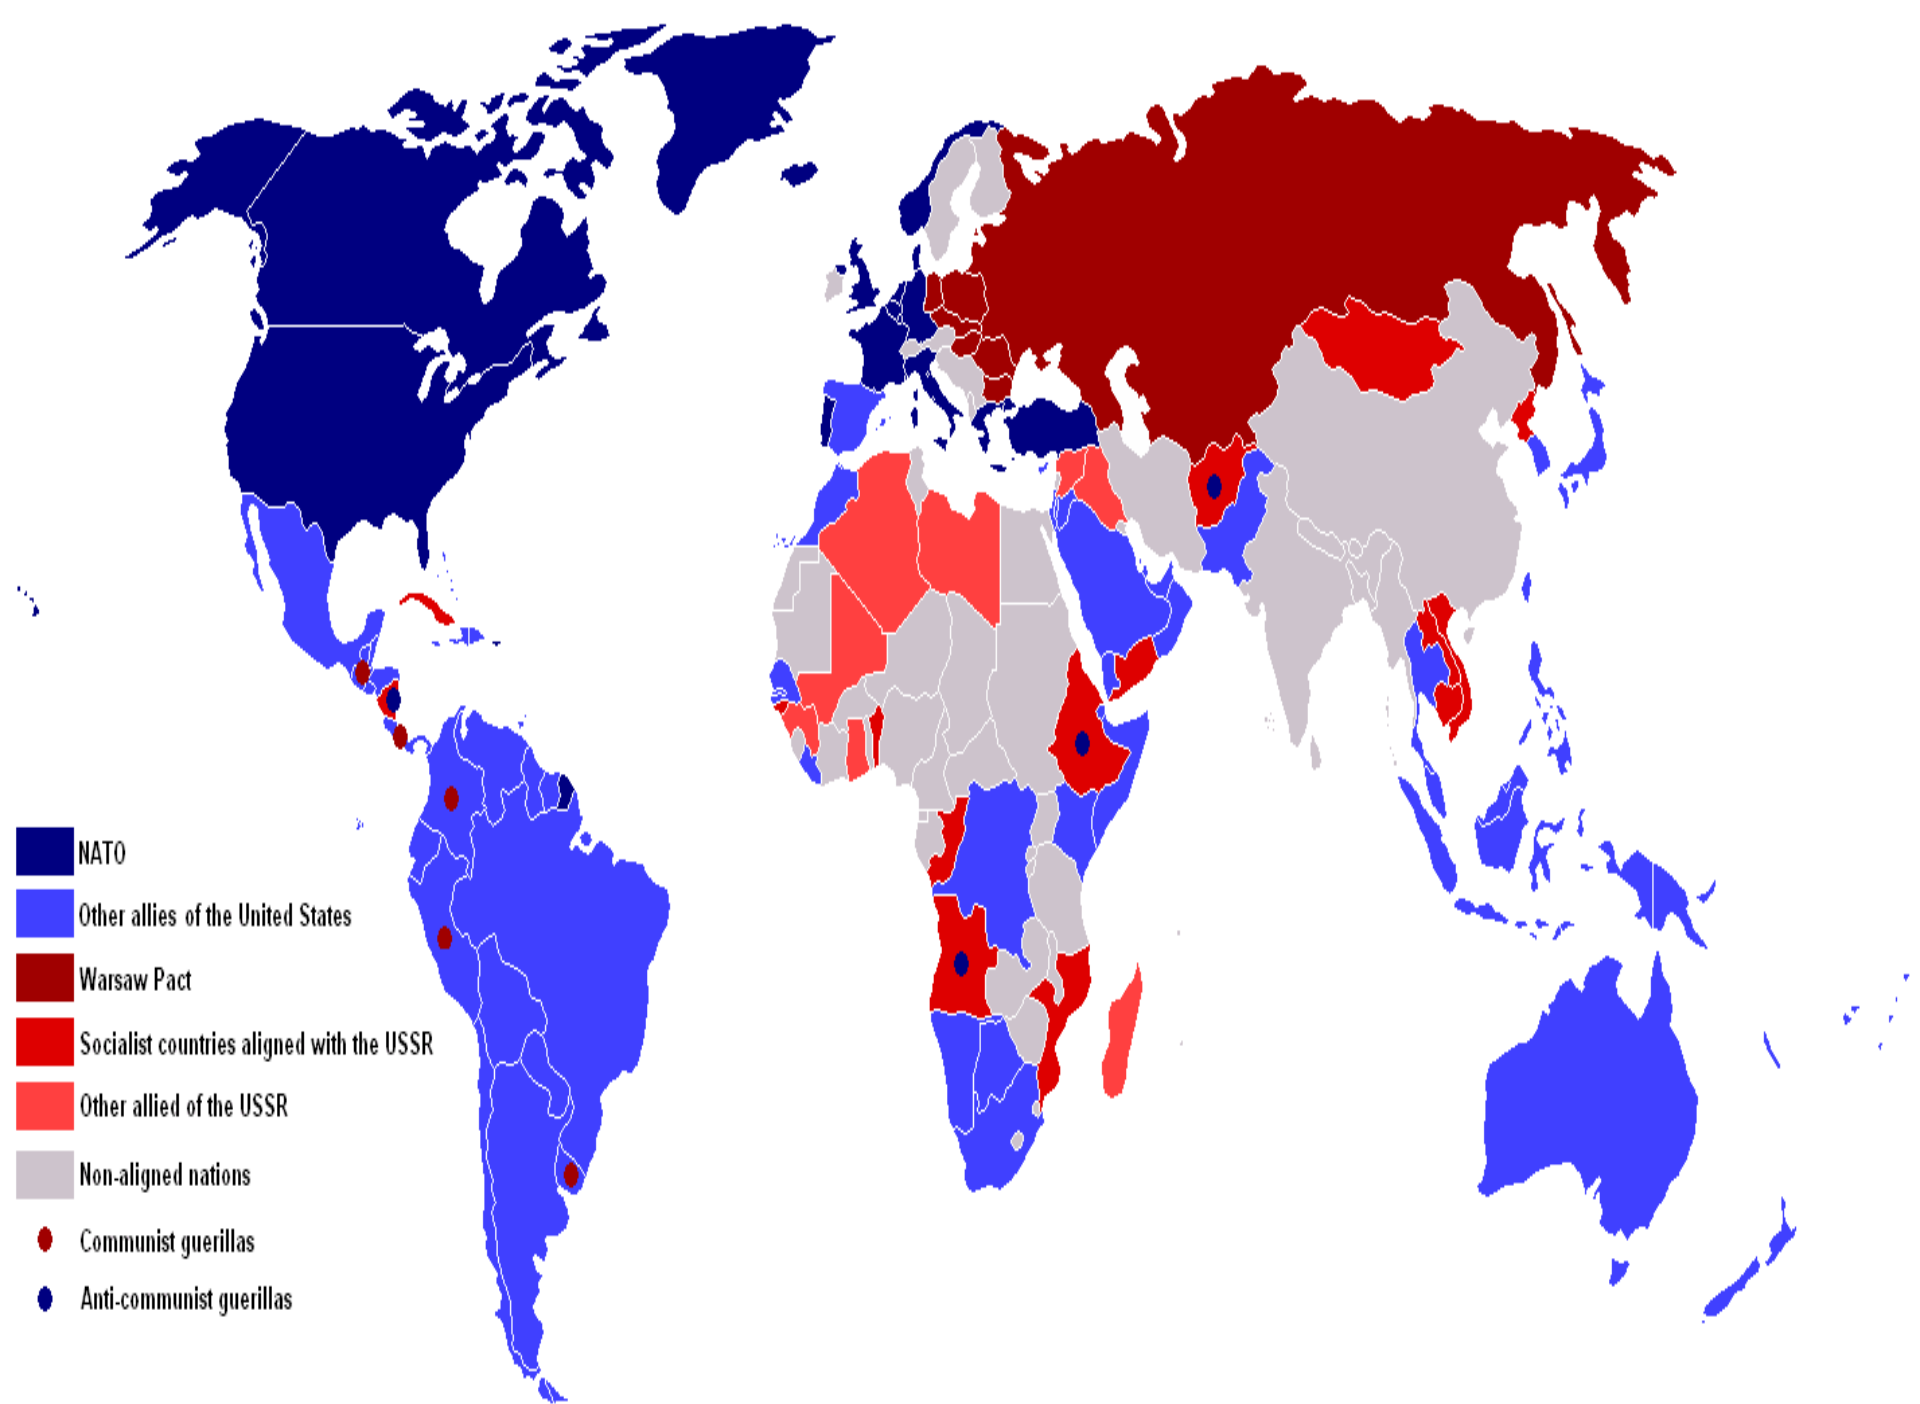 NATO
Other allies of the United States
Warsaw Pact
Socialist countries aligned with the USSR
Other allied of the USSR
Non-aligned nations
Communist guerillas
Anti-communist guerillas